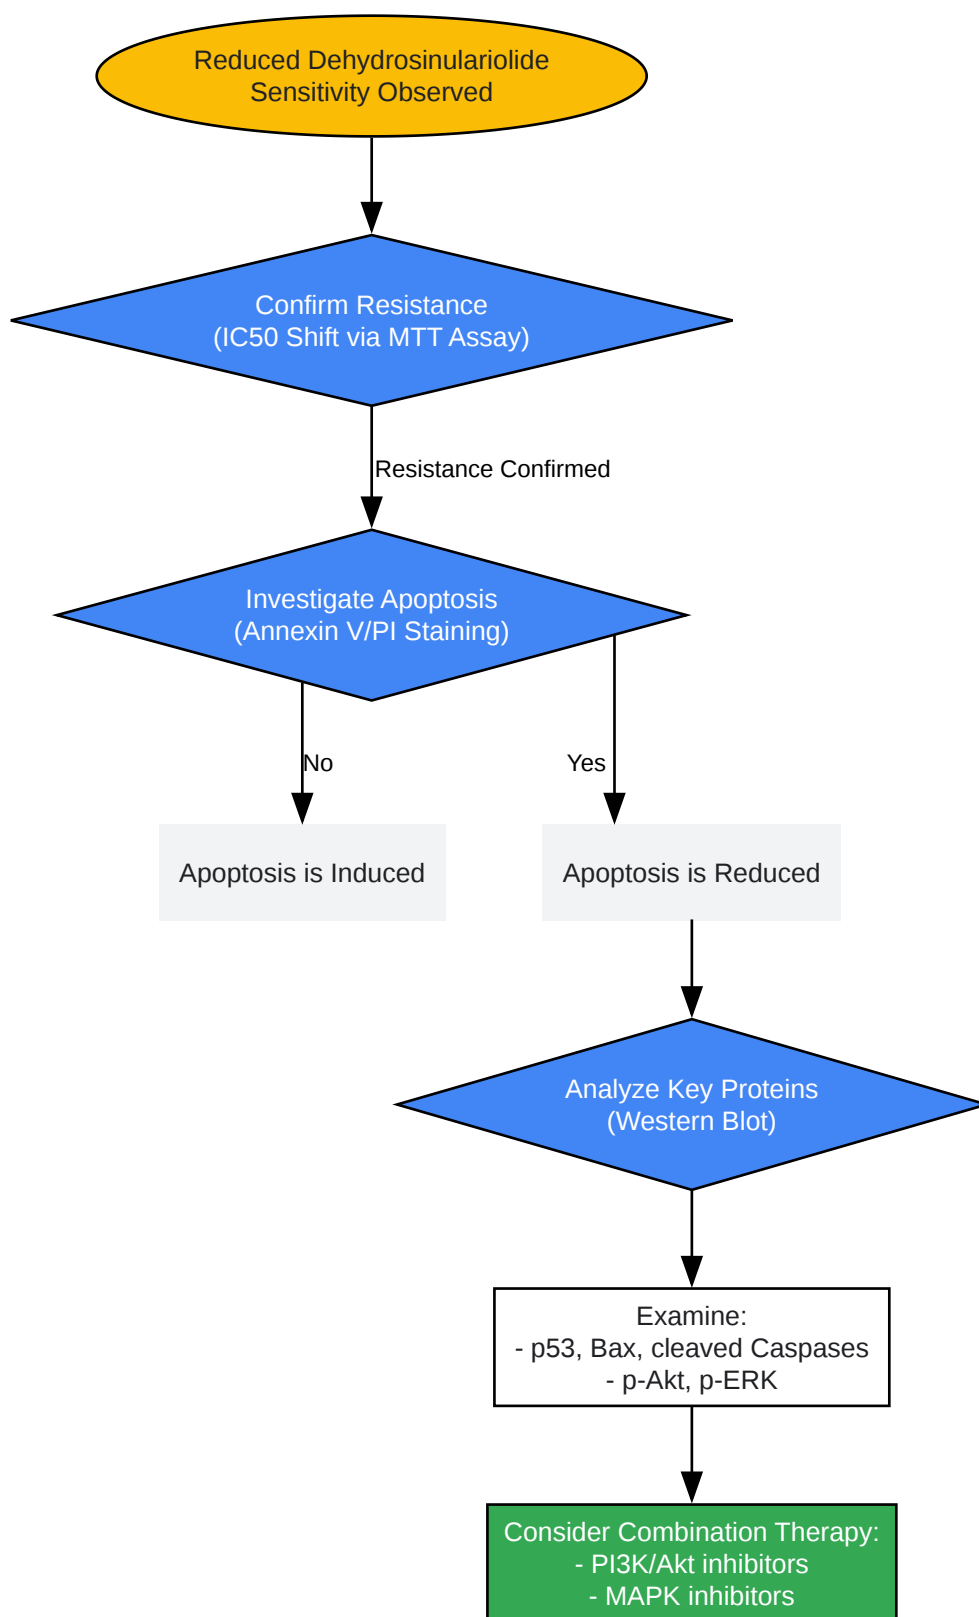 Reduced Dehydrosinulariolide
Sensitivity Observed
Confirm Resistance
(IC50 Shift via MTT Assay)
Resistance Confirmed
Investigate Apoptosis
(Annexin V/PI Staining)
No
Yes
Apoptosis is Induced
Apoptosis is Reduced
Analyze Key Proteins
(Western Blot)
Examine:
- p53, Bax, cleaved Caspases
- p-Akt, p-ERK
Consider Combination Therapy:
- PI3K/Akt inhibitors
- MAPK inhibitors